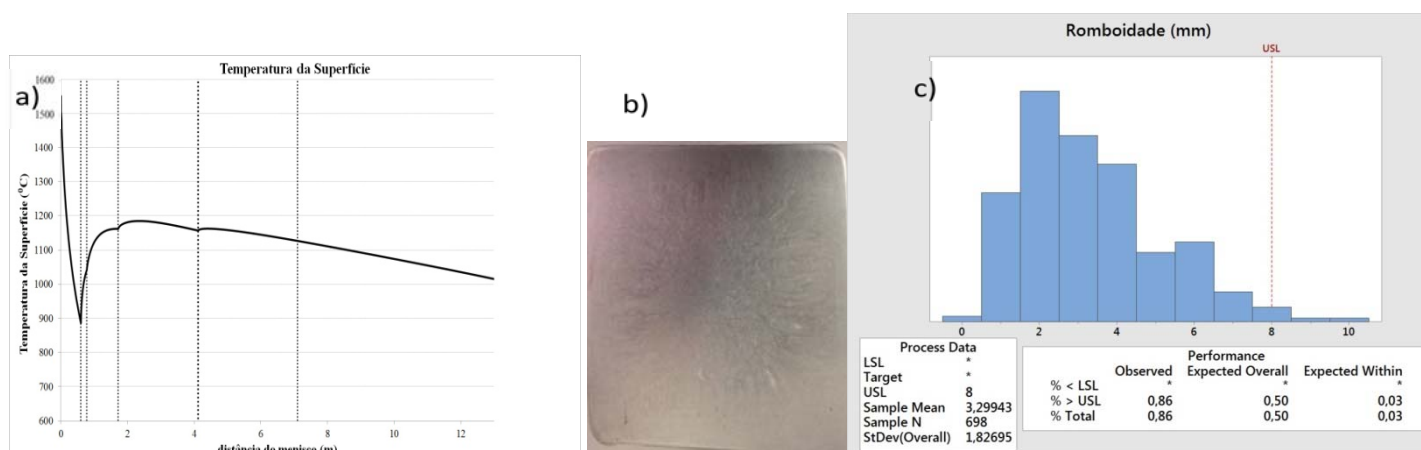 a)
Temperatura da Superfície
Temperatura da Superfície (°C)
1600
1500
1400
1300
1200
1100
1000
900
800
700
600
0 2 4 6 8 10 12
distância do menisco (m)
b)
c)
Romboidade (mm)
USL
0 2 4 6 8 10
Process Data
LSL *
Target *
USL 8
Sample Mean 3,29943
Sample N 698
StDev(Overall) 1,82695
Performance
Observed Expected Overall Expected Within
% < LSL * * *
% > USL 0,86 0,50 0,03
% Total 0,86 0,50 0,03